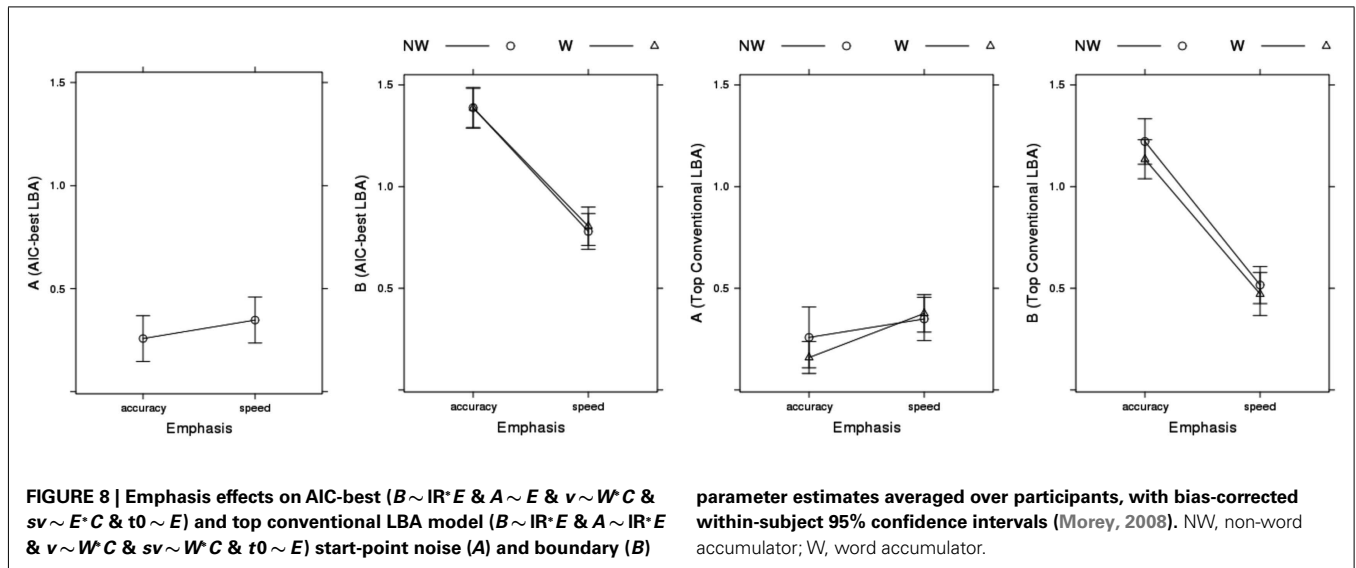 NW O W △
NW O W △
1.5
1.0
0.5
A (AIC-best LBA)
accuracy speed
Emphasis
1.5
1.0
0.5
B (AIC-best LBA)
accuracy speed
Emphasis
1.5
1.0
0.5
A (Top Conventional LBA)
accuracy speed
Emphasis
1.5
1.0
0.5
B (Top Conventional LBA)
accuracy speed
Emphasis
FIGURE 8 | Emphasis effects on AIC-best (B ~ IR*E & A ~ E & v ~ W*C &
sv ~ E*C & t0 ~ E) and top conventional LBA model (B ~ IR*E & A ~ IR*E
& v ~ W*C & sv ~ W*C & t0 ~ E) start-point noise (A) and boundary (B)
parameter estimates averaged over participants, with bias-corrected
within-subject 95% confidence intervals (Morey, 2008). NW, non-word
accumulator; W, word accumulator.